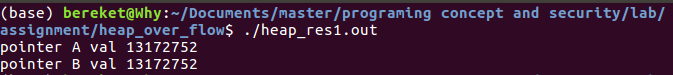 (base) bereket@Why:~/Documents/master/programing concept and security/lab/
assignment/heap_over_flow$ ./heap_res1.out
pointer A val 13172752
pointer B val 13172752